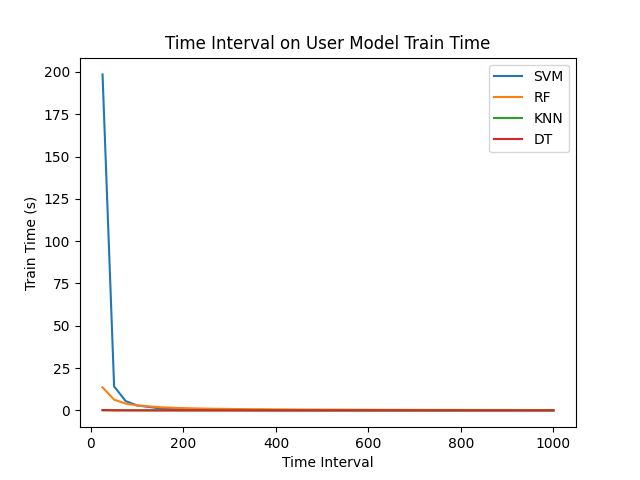 Time Interval on User Model Train Time
SVM
RF
KNN
DT
Train Time (s)
200
175
150
125
100
75
50
25
0
0 200 400 600 800 1000
Time Interval